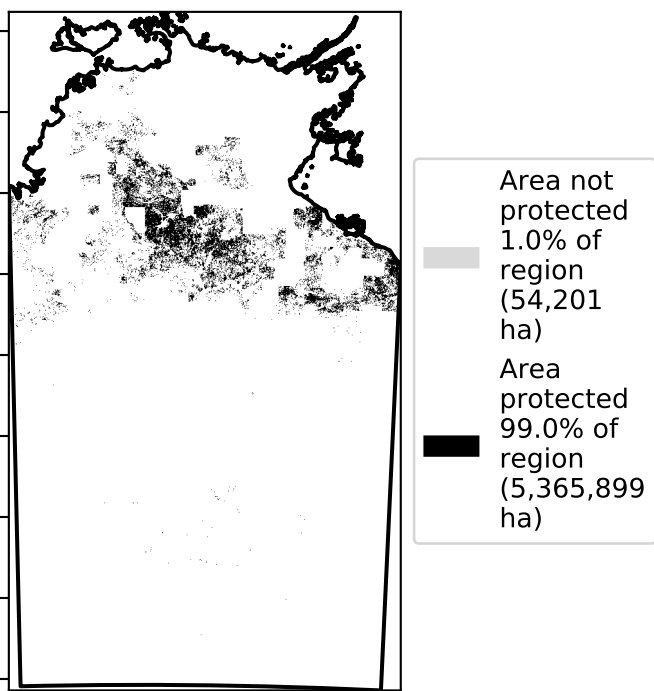 Area not
protected
1.0% of
region
(54,201
ha)
Area
protected
99.0% of
region
(5,365,899
ha)